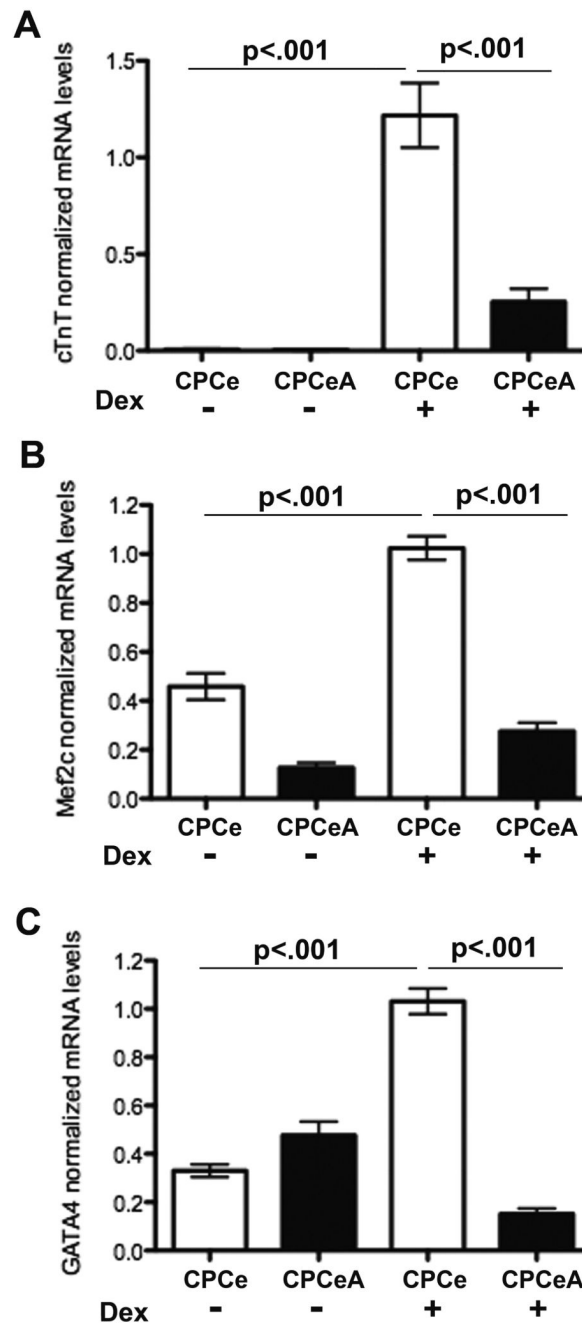 A
p<.001 p<.001
cTnT normalized mRNA levels
1.5
1.0
0.5
0.0
CPCe CPCeA CPCe CPCeA
Dex - - + +
B
p<.001 p<.001
Mef2c normalized mRNA levels
1.2
1.0
0.8
0.6
0.4
0.2
0.0
CPCe CPCeA CPCe CPCeA
Dex - - + +
C
p<.001 p<.001
GATA4 normalized mRNA levels
1.2
1.0
0.8
0.6
0.4
0.2
0.0
CPCe CPCeA CPCe CPCeA
Dex - - + +